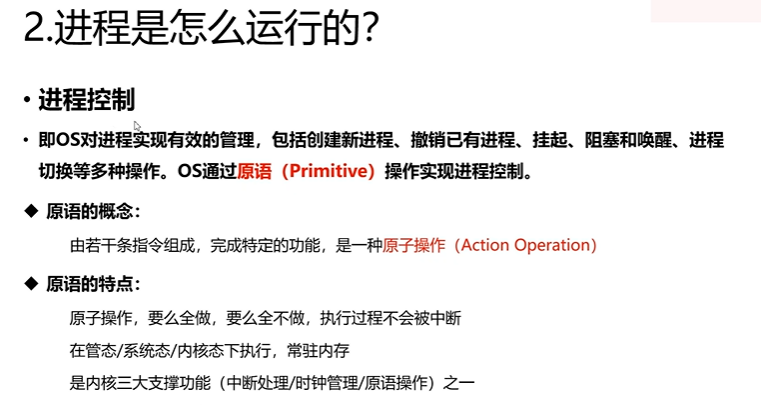 2.进程是怎么运行的？
• 进程控制
• 即OS对进程实现有效的管理，包括创建新进程、撤销已有进程、挂起、阻塞和唤醒、进程
切换等多种操作。OS通过原语（Primitive）操作实现进程控制。
◆ 原语的概念：
由若干条指令组成，完成特定的功能，是一种原子操作（Action Operation）
◆ 原语的特点：
原子操作，要么全做，要么全不做，执行过程不会被中断
在管态/系统态/内核态下执行，常驻内存
是内核三大支撑功能（中断处理/时钟管理/原语操作）之一